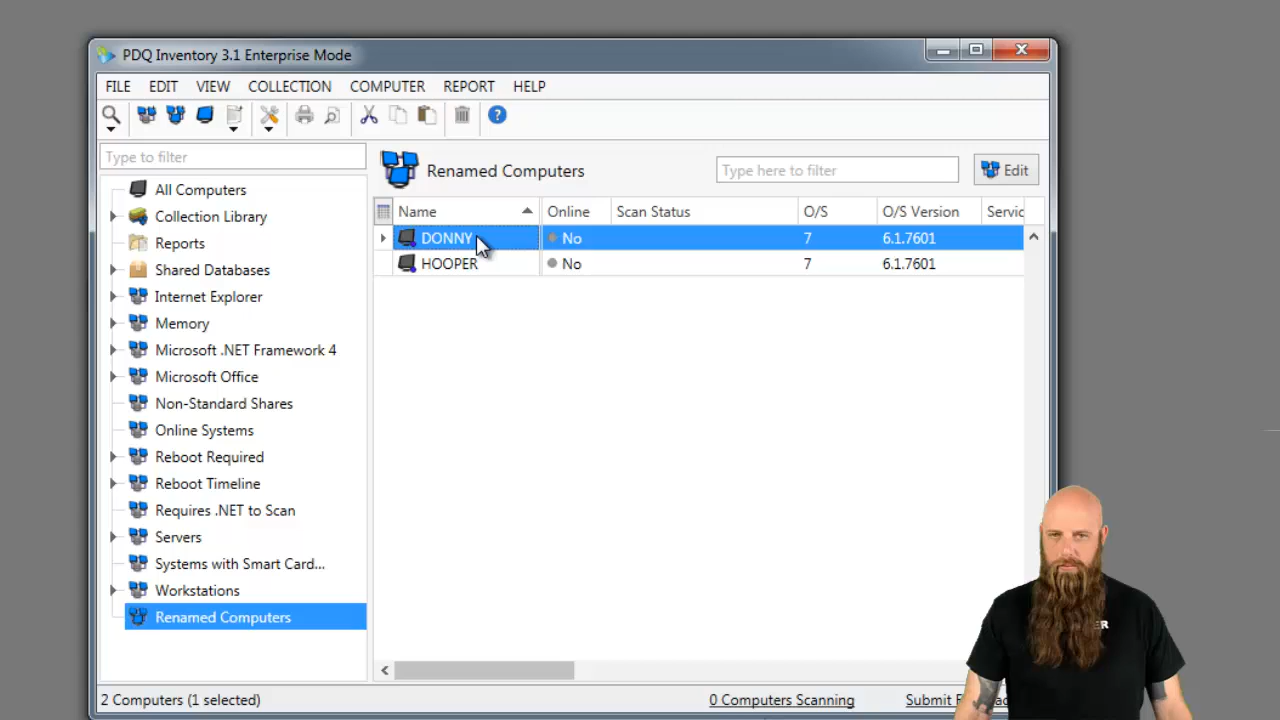 PDQ Inventory 3.1 Enterprise Mode
FILE EDIT VIEW COLLECTION COMPUTER REPORT HELP
Type to filter
All Computers
Collection Library
Reports
Shared Databases
Internet Explorer
Memory
Microsoft .NET Framework 4
Microsoft Office
Non-Standard Shares
Online Systems
Reboot Required
Reboot Timeline
Requires .NET to Scan
Servers
Systems with Smart Card...
Workstations
Renamed Computers
Renamed Computers
Type here to filter
Edit
Name Online Scan Status O/S O/S Version Servic
DONNY No 7 6.1.7601
HOOPER No 7 6.1.7601
2 Computers (1 selected)
0 Computers Scanning
Submit